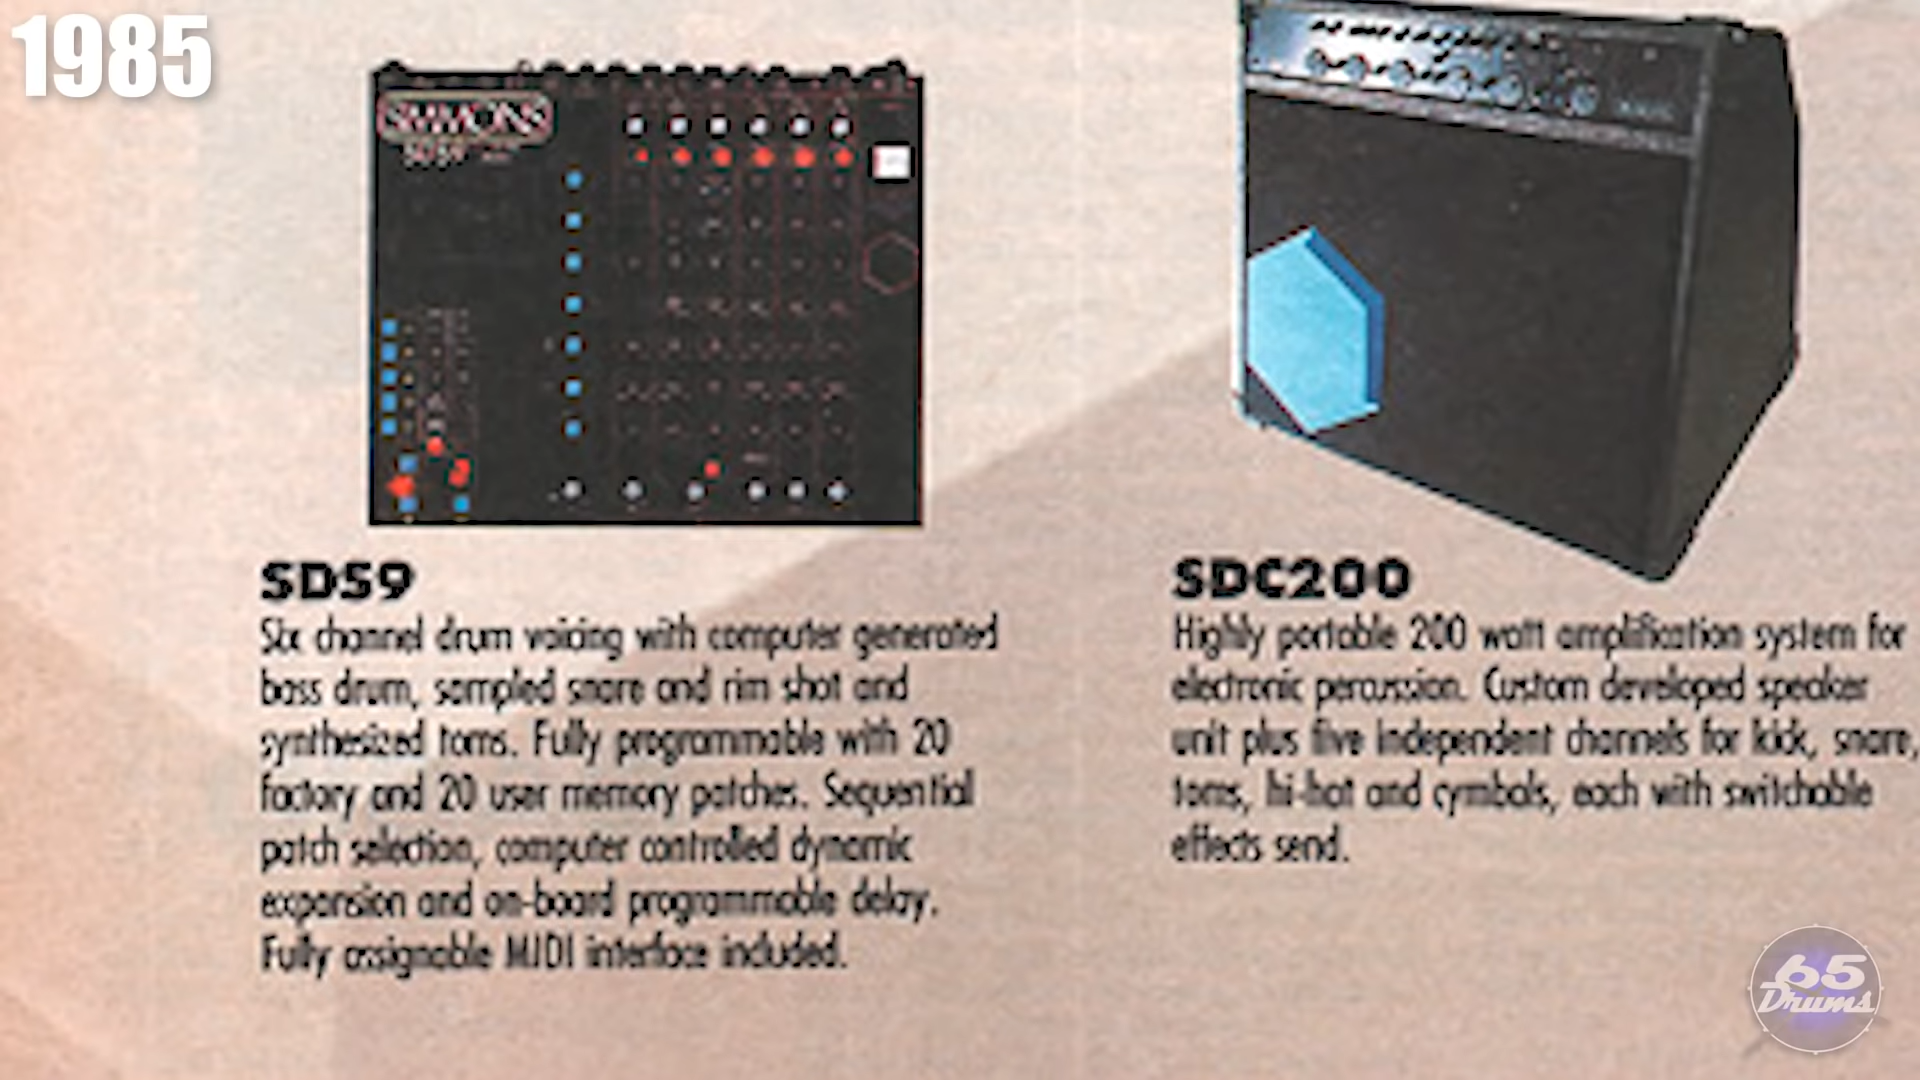 1985
SIMMONS
SDS9
SDS9
Six channel drum voicing with computer generated
bass drum, sampled snare and rim shot and
synthesized toms. Fully programmable with 20
factory and 20 user memory patches. Sequential
patch selection, computer controlled dynamic
expansion and on-board programmable delay.
Fully assignable MIDI interface included.
SDC200
Highly portable 200 watt amplification system for
electronic percussion. Custom developed speaker
unit plus five independent channels for kick, snare,
toms, hi-hat and cymbals, each with switchable
effects send.
65
Drums